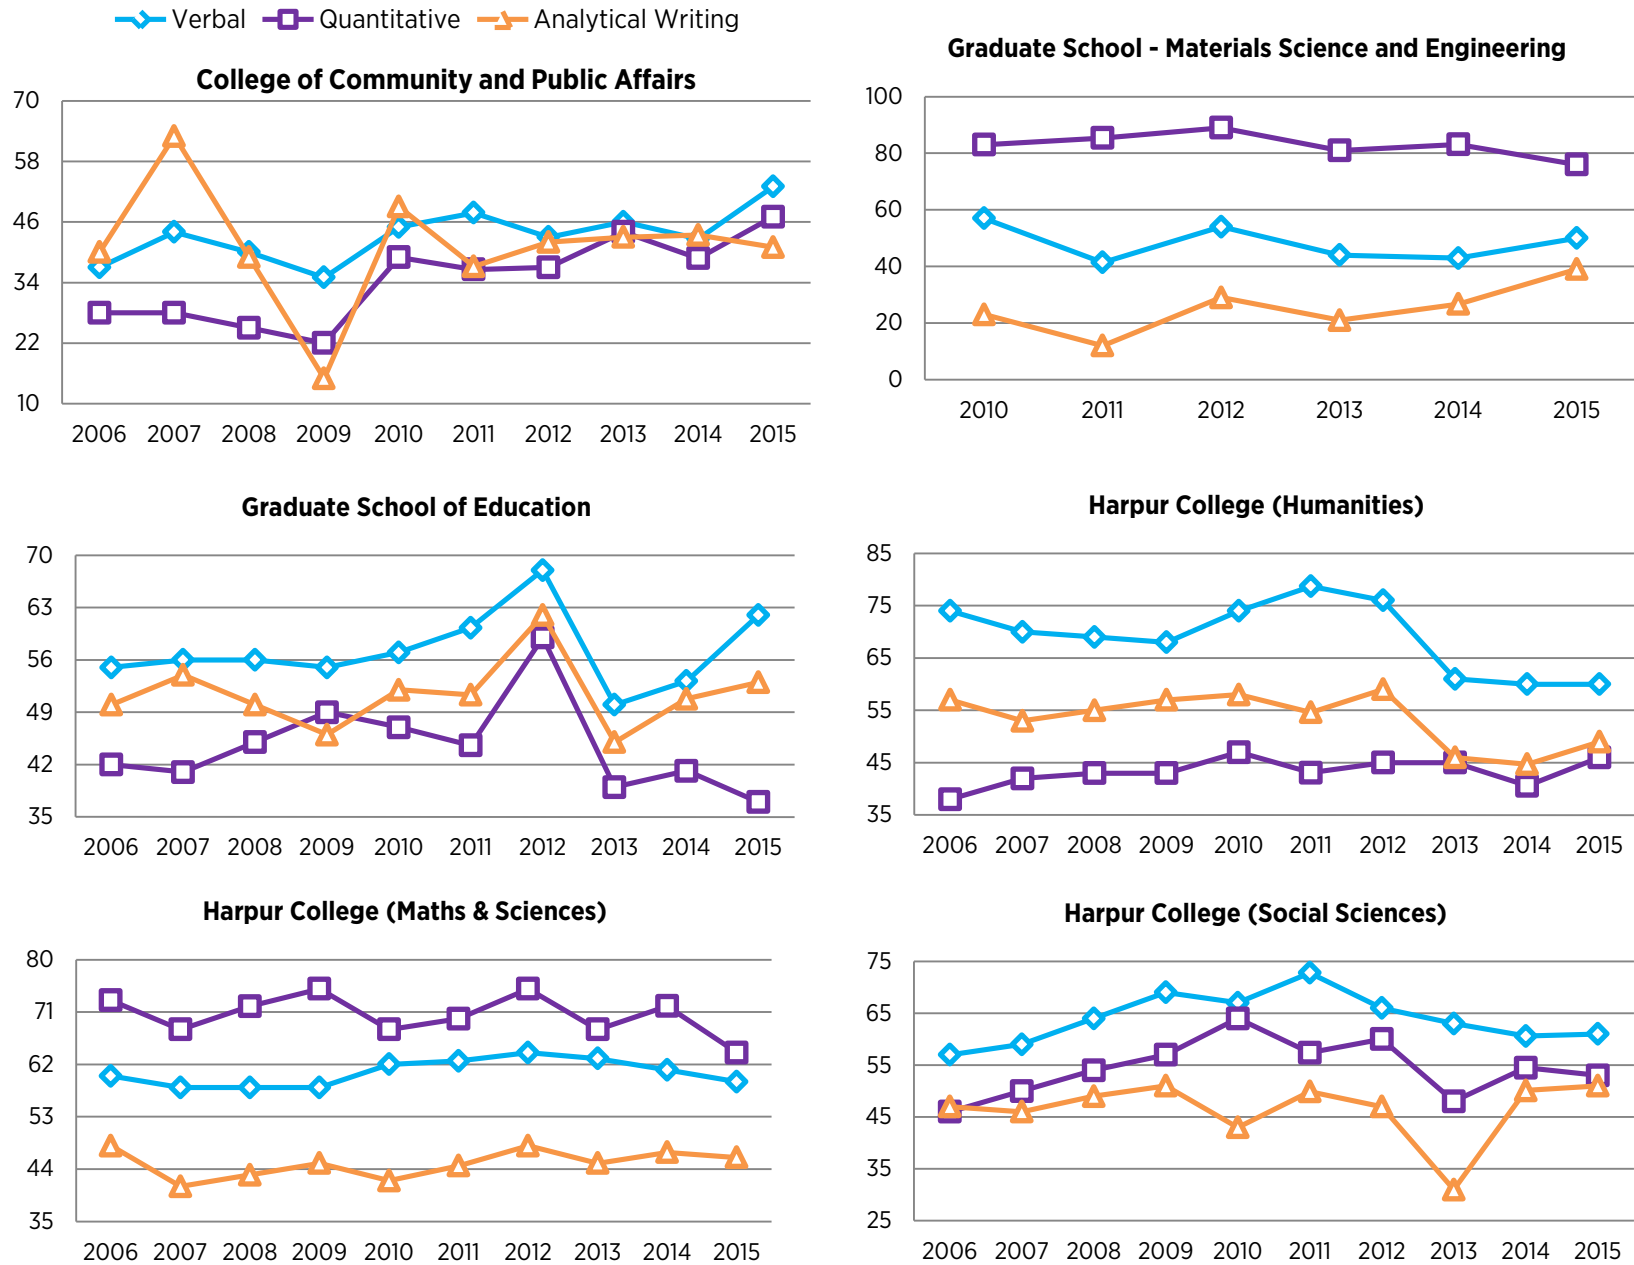 Verbal Quantitative Analytical Writing
College of Community and Public Affairs
70
58
46
34
22
10
2006 2007 2008 2009 2010 2011 2012 2013 2014 2015
Graduate School - Materials Science and Engineering
100
80
60
40
20
0
2010 2011 2012 2013 2014 2015
Graduate School of Education
70
63
56
49
42
35
2006 2007 2008 2009 2010 2011 2012 2013 2014 2015
Harpur College (Humanities)
85
75
65
55
45
35
2006 2007 2008 2009 2010 2011 2012 2013 2014 2015
Harpur College (Maths & Sciences)
80
71
62
53
44
35
2006 2007 2008 2009 2010 2011 2012 2013 2014 2015
Harpur College (Social Sciences)
75
65
55
45
35
25
2006 2007 2008 2009 2010 2011 2012 2013 2014 2015